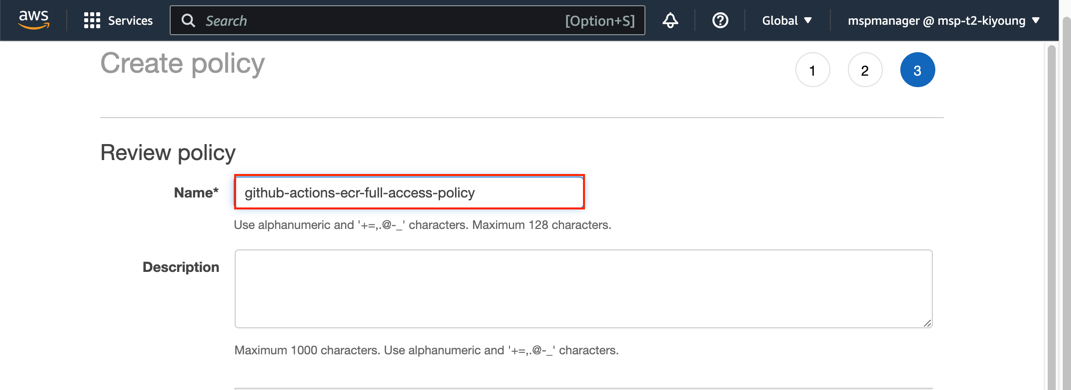 aws Services Search [Option+S] Global ▼ mspmanager @ msp-t2-kiyoung ▼
Create policy 1 2 3
Review policy
Name* github-actions-ecr-full-access-policy
Use alphanumeric and '+=,.@-_' characters. Maximum 128 characters.
Description
Maximum 1000 characters. Use alphanumeric and '+=,.@-_' characters.